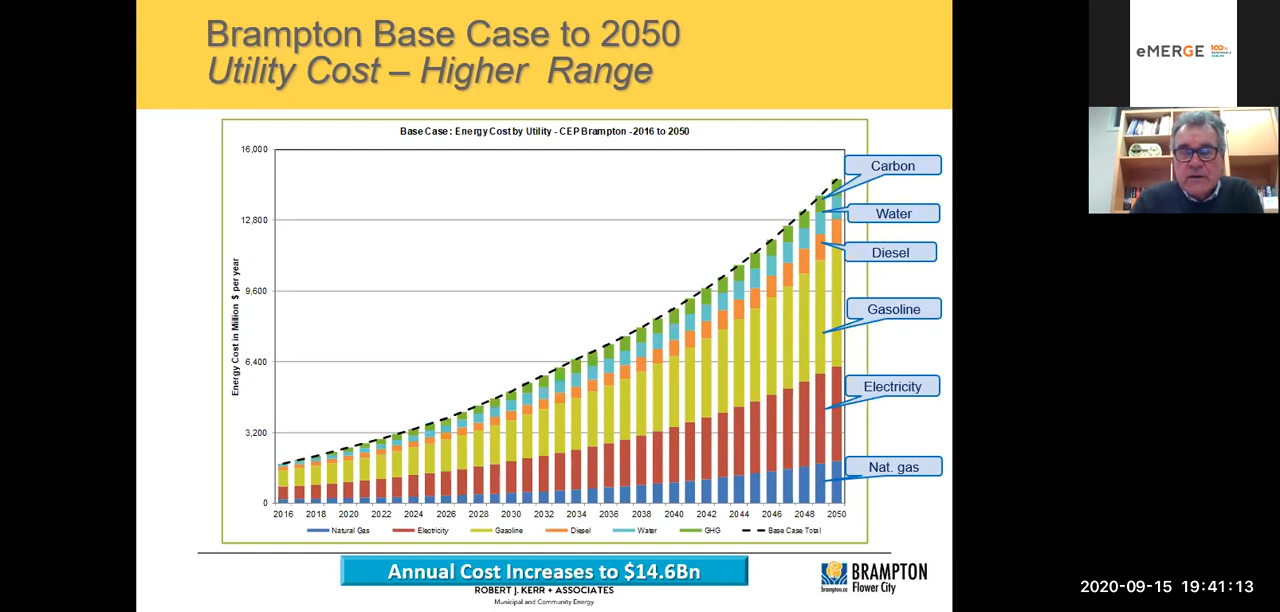 Brampton Base Case to 2050
Utility Cost – Higher Range
Base Case: Energy Cost by Utility - CEP Brampton -2016 to 2050
Energy Cost in Million $ per year
16,000
12,800
9,600
6,400
3,200
0
2016 2018 2020 2022 2024 2026 2028 2030 2032 2034 2036 2038 2040 2042 2044 2046 2048 2050
Carbon
Water
Diesel
Gasoline
Electricity
Nat. gas
Natural Gas Electricity Gasoline Diesel Water GHG Base Case Total
Annual Cost Increases to $14.6Bn
ROBERT J. KERR + ASSOCIATES
Municipal and Community Energy
brampton.ca
BRAMPTON
Flower City
eMERGE
100%
2020-09-15 19:41:13